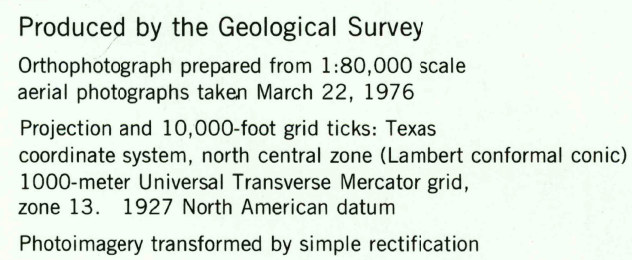 Produced by the Geological Survey
Orthophotograph prepared from 1:80,000 scale
aerial photographs taken March 22, 1976
Projection and 10,000-foot grid ticks: Texas
coordinate system, north central zone (Lambert conformal conic)
1000-meter Universal Transverse Mercator grid,
zone 13. 1927 North American datum
Photoimagery transformed by simple rectification